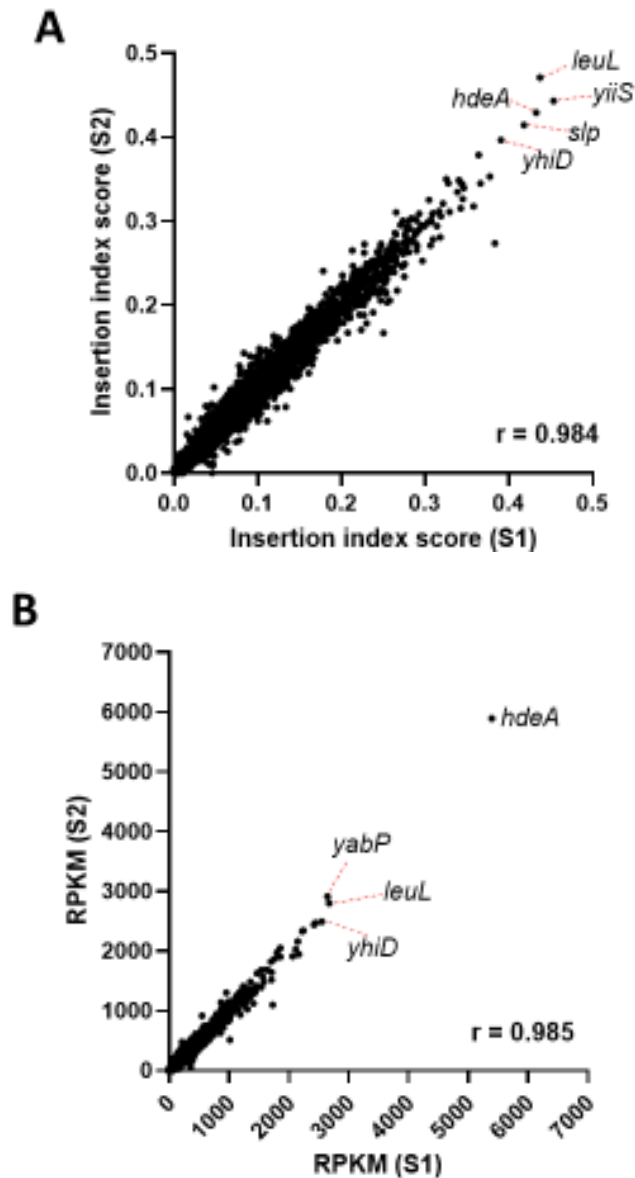 A
Insertion index score (S2)
0.5
0.4
0.3
0.2
0.1
0.0
leuL
yiiS
hdeA
slp
yhiD
r = 0.984
0.0 0.1 0.2 0.3 0.4 0.5
Insertion index score (S1)
B
RPKM (S2)
7000
6000
5000
4000
3000
2000
1000
0
hdeA
yabP
leuL
yhiD
r = 0.985
0 1000 2000 3000 4000 5000 6000 7000
RPKM (S1)